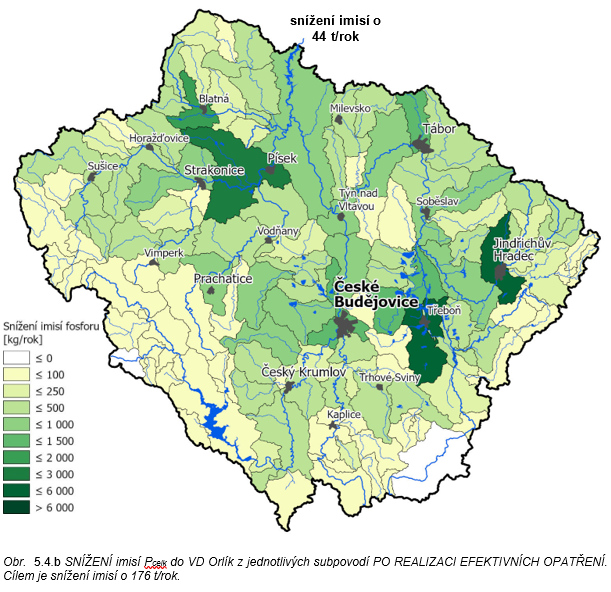 snížení imisí o
44 t/rok
Blatná
Milevsko
Tábor
Horažďovice
Písek
Sušice
Strakonice
Týn nad
Vltavou
Soběslav
Vodňany
Jindřichův
Hradec
Vimperk
Prachatice
České
Budějovice
Třeboň
Snížení imisí fosforu
[kg/rok]
≤ 0
≤ 100
≤ 250
≤ 500
≤ 1 000
≤ 1 500
≤ 2 000
≤ 3 000
≤ 6 000
> 6 000
Český Krumlov
Trhové Sviny
Kaplice
Obr. 5.4.b SNÍŽENÍ imisí Pcelk do VD Orlík z jednotlivých subpovodí PO REALIZACI EFEKTIVNÍCH OPATŘENÍ.
Cílem je snížení imisí o 176 t/rok.